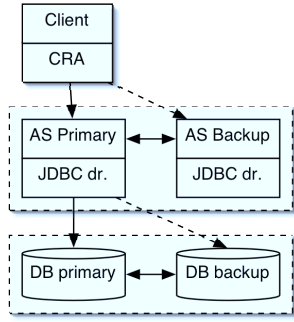 Client
CRA
AS Primary
AS Backup
JDBC dr.
JDBC dr.
DB primary
DB backup